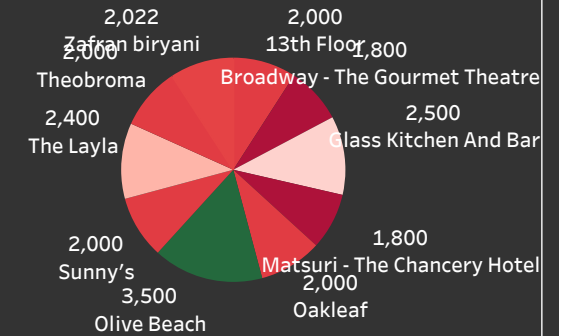 2,022
Zafran biryani
2,000
13th Floor
1,800
Broadway - The Gourmet Theatre
2,500
Glass Kitchen And Bar
1,800
Matsuri - The Chancery Hotel
2,000
Oakleaf
3,500
Olive Beach
2,000
Sunny's
2,400
The Layla
2,000
Theobroma